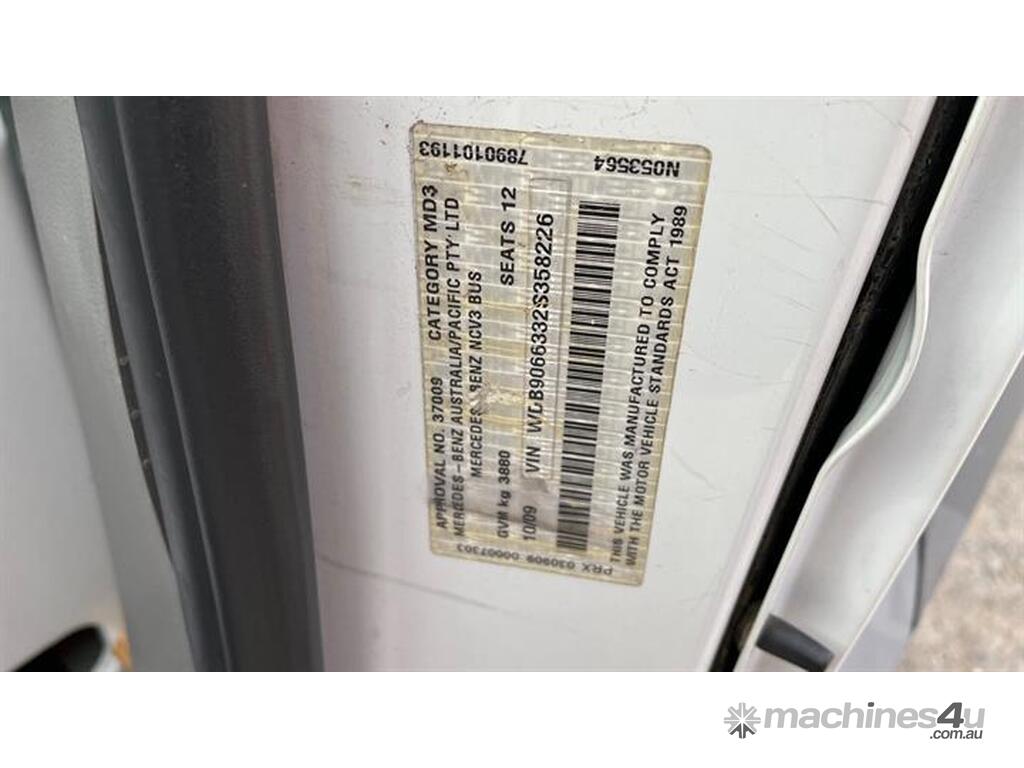 APPROVAL NO. 37009 CATEGORY MD3
MERCEDES-BENZ AUSTRALIA/PACIFIC PTY LTD
MERCEDES-BENZ NCV3 BUS
GVM kg 3880 SEATS 12
10/09 VIN WDB9066332S358226
THIS VEHICLE WAS MANUFACTURED TO COMPLY
WITH THE MOTOR VEHICLE STANDARDS ACT 1989
7890101193
N053564
PRX 030909 00007303
machines4u
.com.au